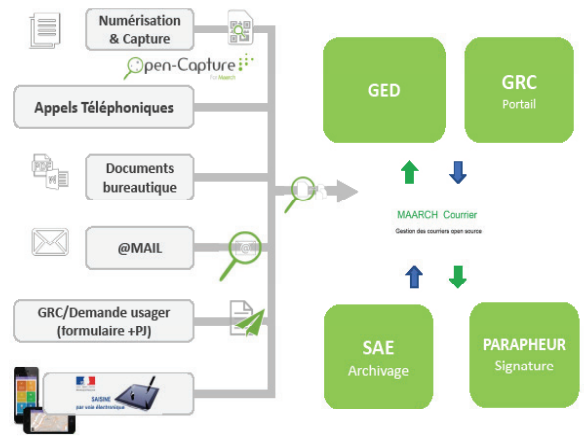 Numérisation
& Capture
Open-Capture
For Maarch
Appels Téléphoniques
Documents
bureautique
@MAIL
GRC/Demande usager
(formulaire +PJ)
SAISINE
par voie électronique
GED
GRC
Portail
MAARCH Courrier
Gestion des courriers open source
SAE
Archivage
PARAPHEUR
Signature